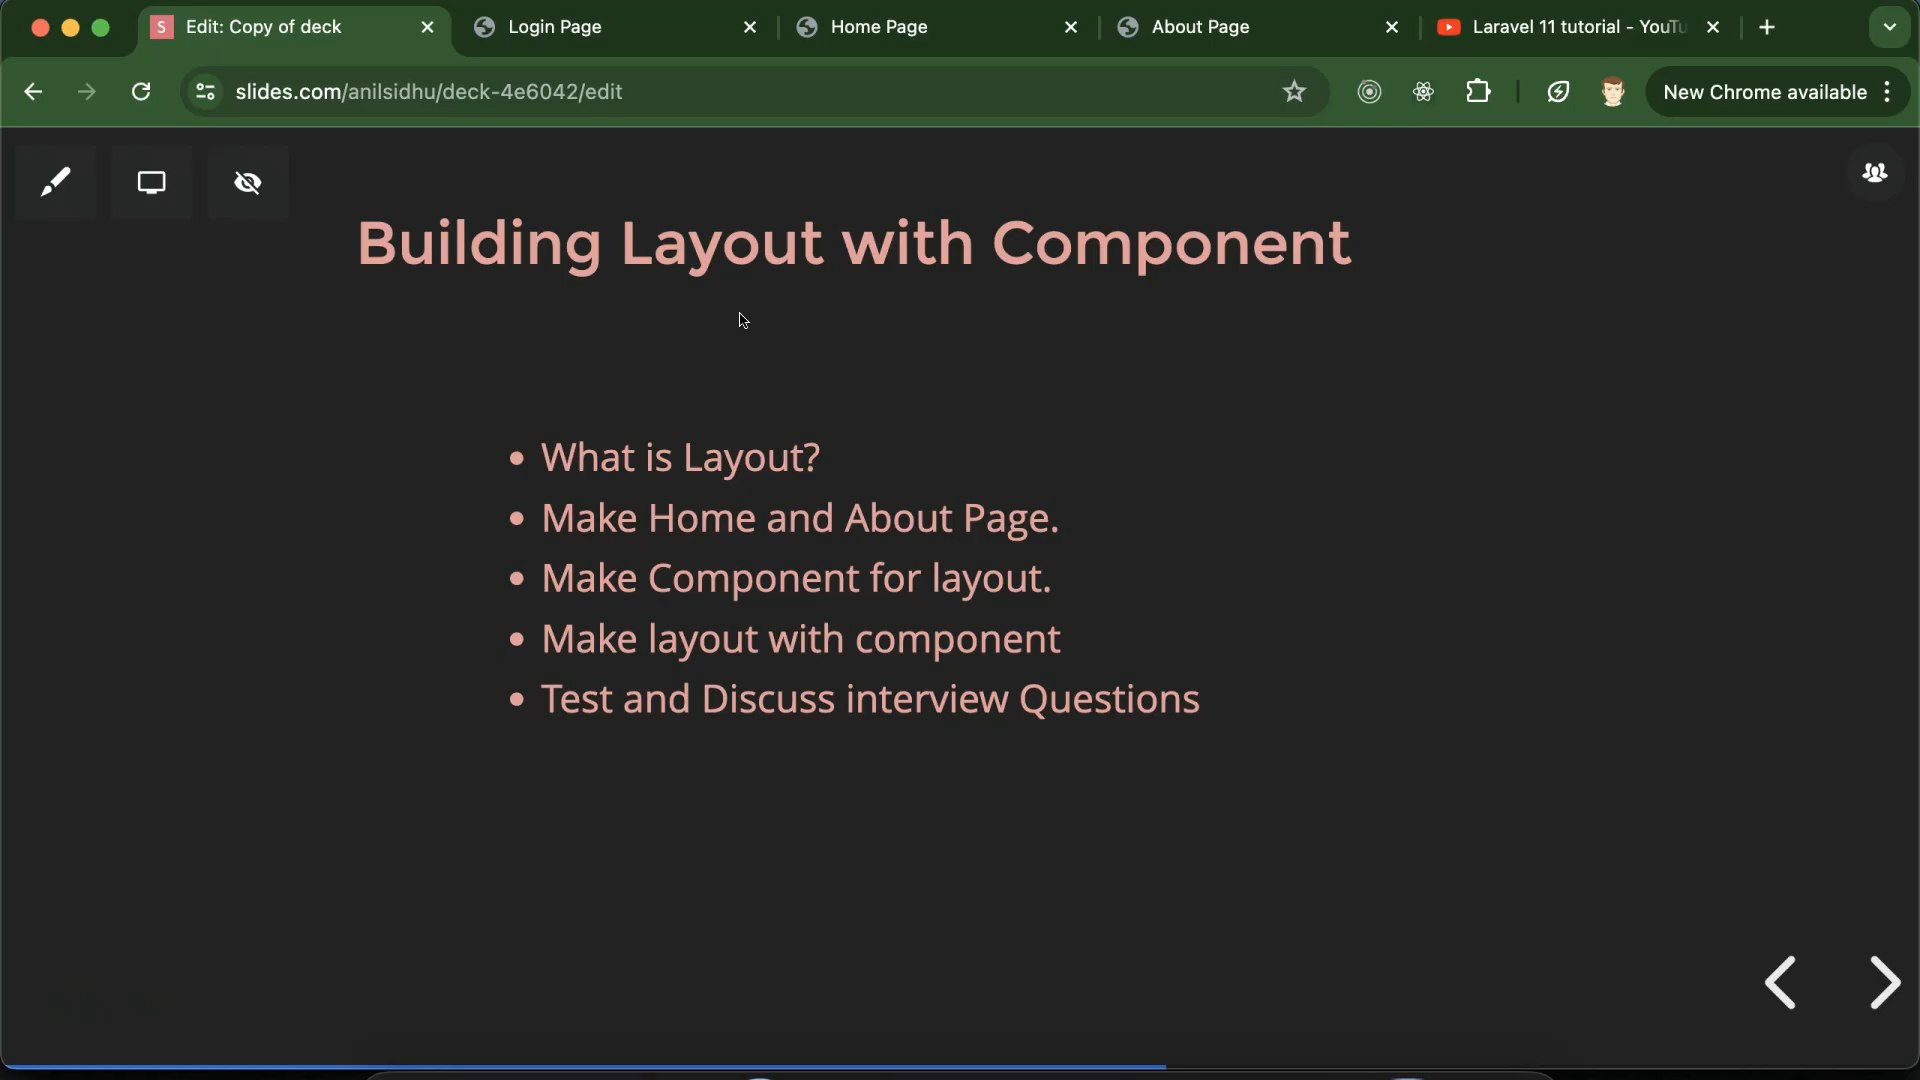 S Edit: Copy of deck
Login Page
Home Page
About Page
Laravel 11 tutorial - YouTu
slides.com/anilsidhu/deck-4e6042/edit
New Chrome available
Building Layout with Component
• What is Layout?
• Make Home and About Page.
• Make Component for layout.
• Make layout with component
• Test and Discuss interview Questions